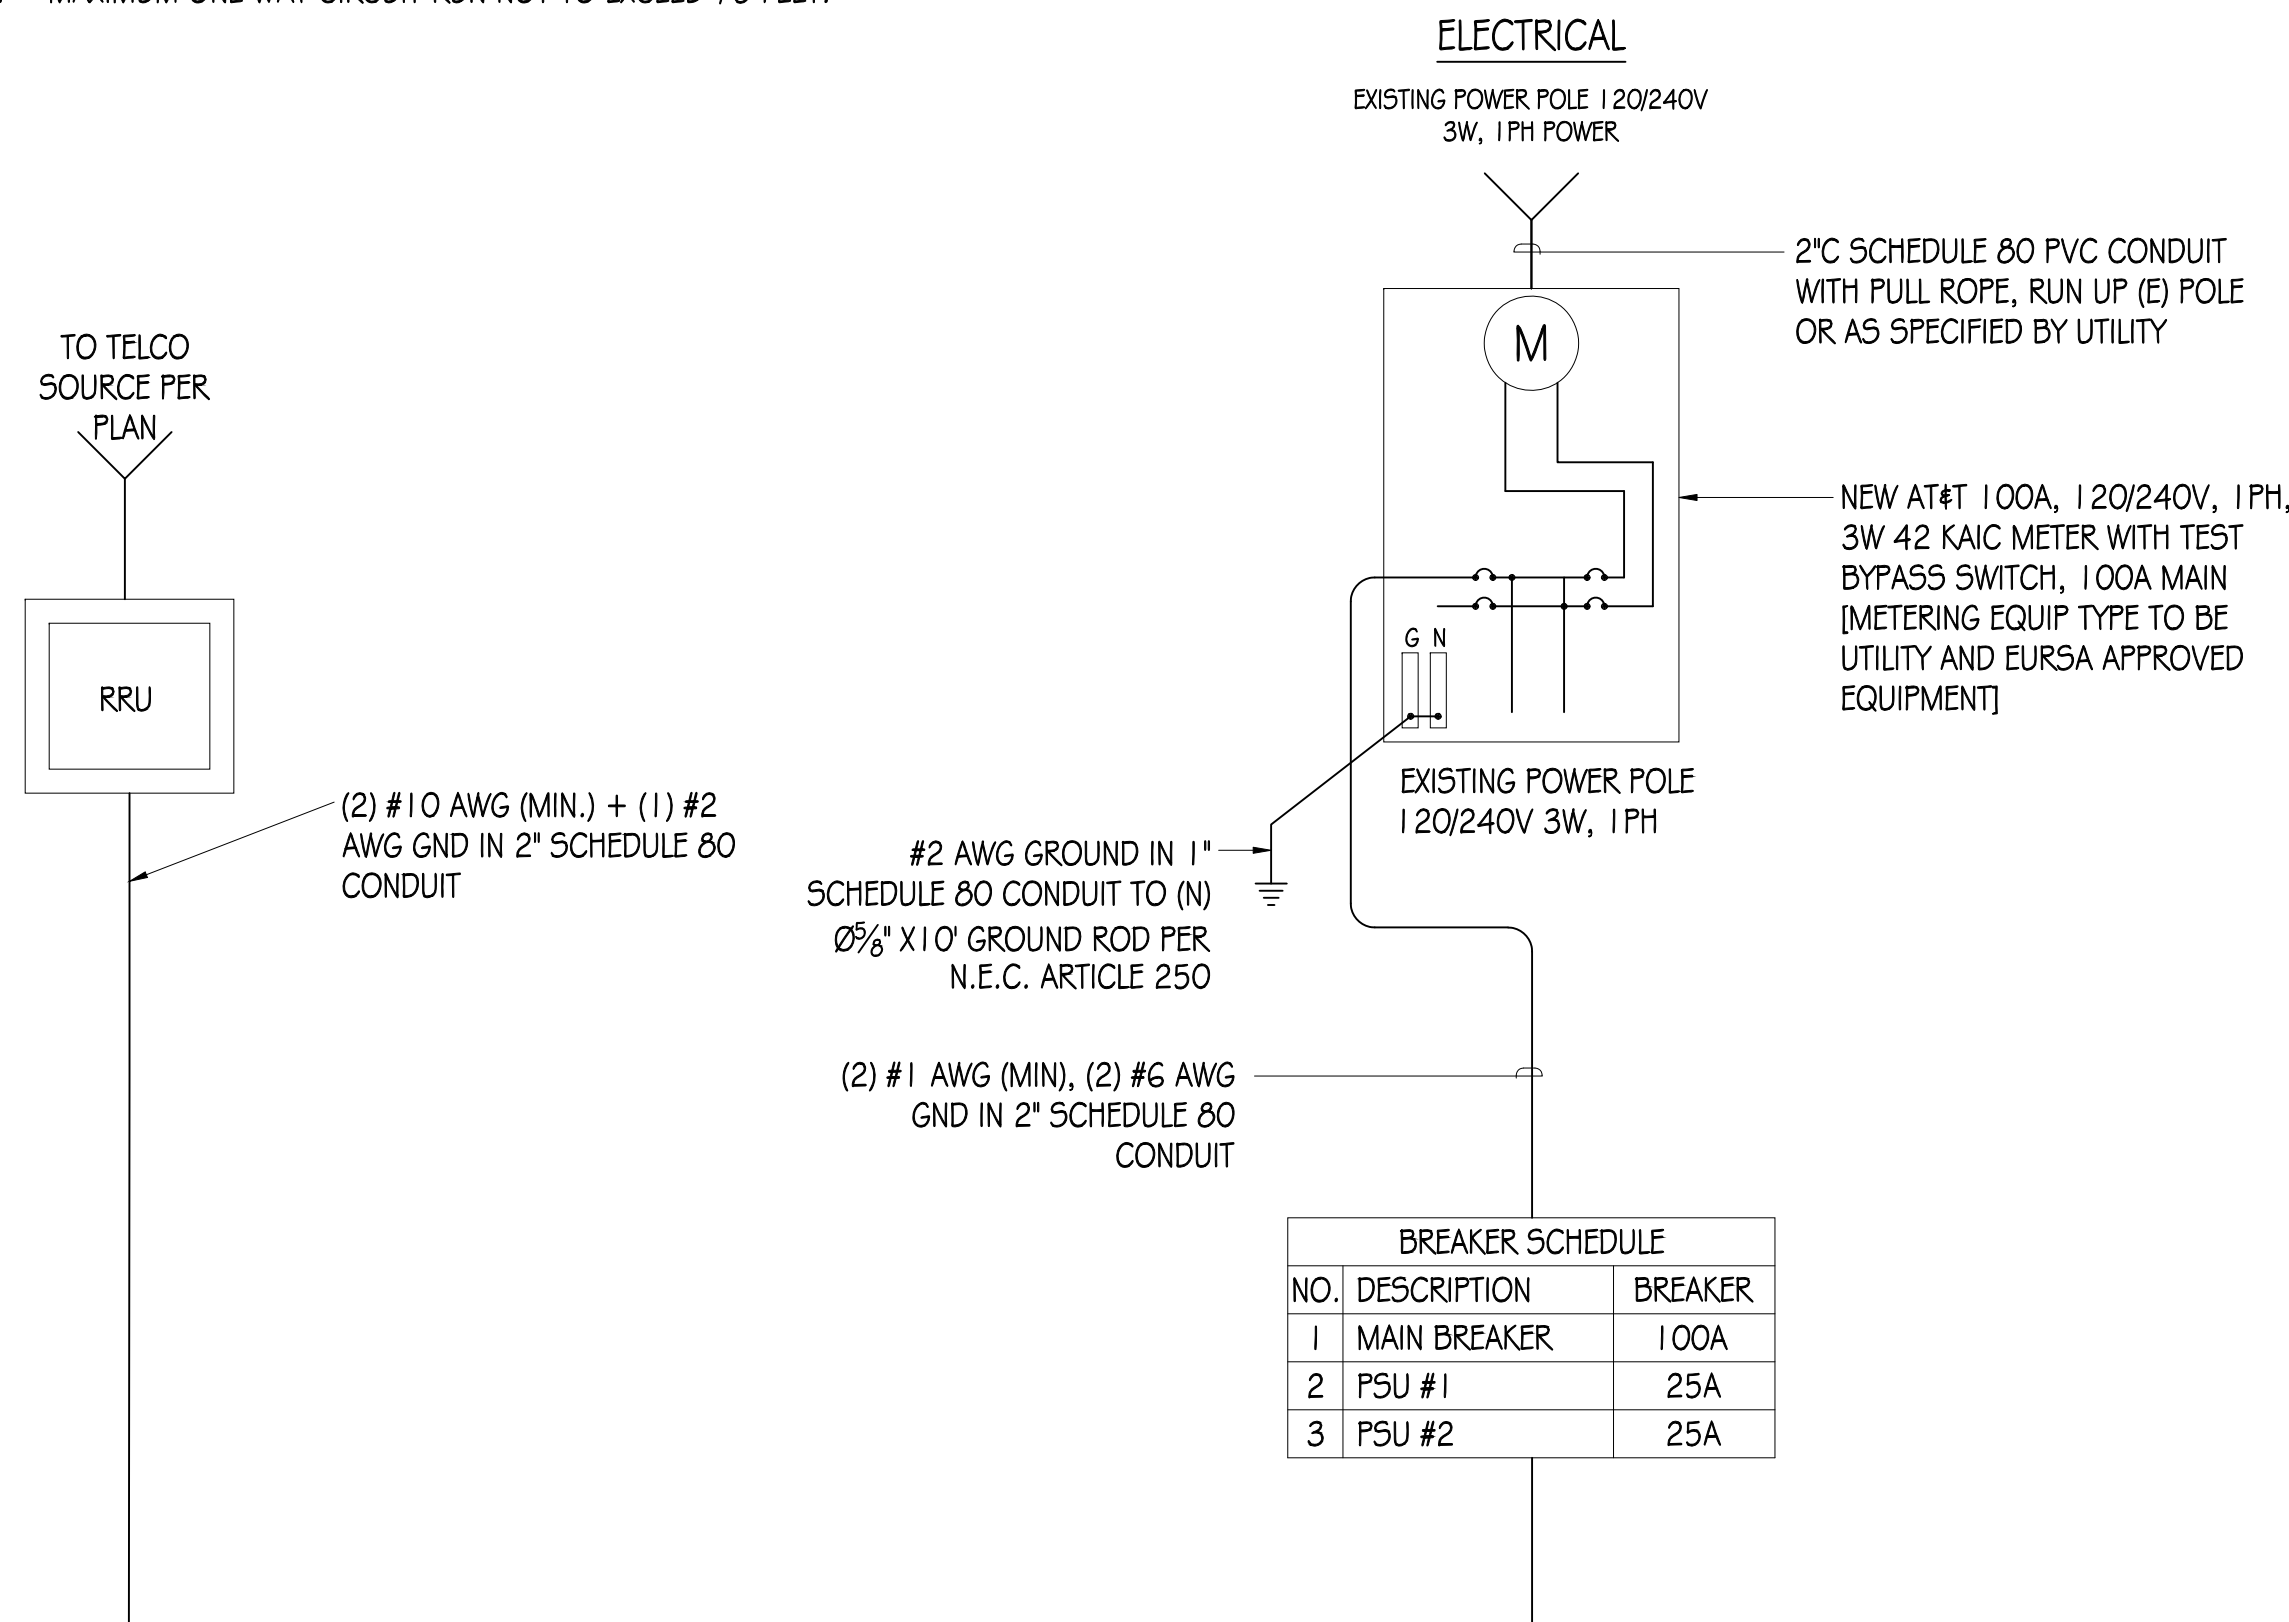 ELECTRICAL
EXISTING POWER POLE 120/240V
3W, 1PH POWER
2"C SCHEDULE 80 PVC CONDUIT
WITH PULL ROPE, RUN UP (E) POLE
OR AS SPECIFIED BY UTILITY
M
TO TELCO
SOURCE PER
PLAN
RRU
NEW AT&T 100A, 120/240V, 1PH,
3W 42 KAIC METER WITH TEST
BYPASS SWITCH, 100A MAIN
[METERING EQUIP TYPE TO BE
UTILITY AND EURSA APPROVED
EQUIPMENT]
G N
EXISTING POWER POLE
120/240V 3W, 1PH
(2) #10 AWG (MIN.) + (1) #2
AWG GND IN 2" SCHEDULE 80
CONDUIT
#2 AWG GROUND IN 1"
SCHEDULE 80 CONDUIT TO (N)
Ø5/8" X10' GROUND ROD PER
N.E.C. ARTICLE 250
(2) #1 AWG (MIN), (2) #6 AWG
GND IN 2" SCHEDULE 80
CONDUIT
BREAKER SCHEDULE
NO. DESCRIPTION BREAKER
1 MAIN BREAKER 100A
2 PSU #1 25A
3 PSU #2 25A